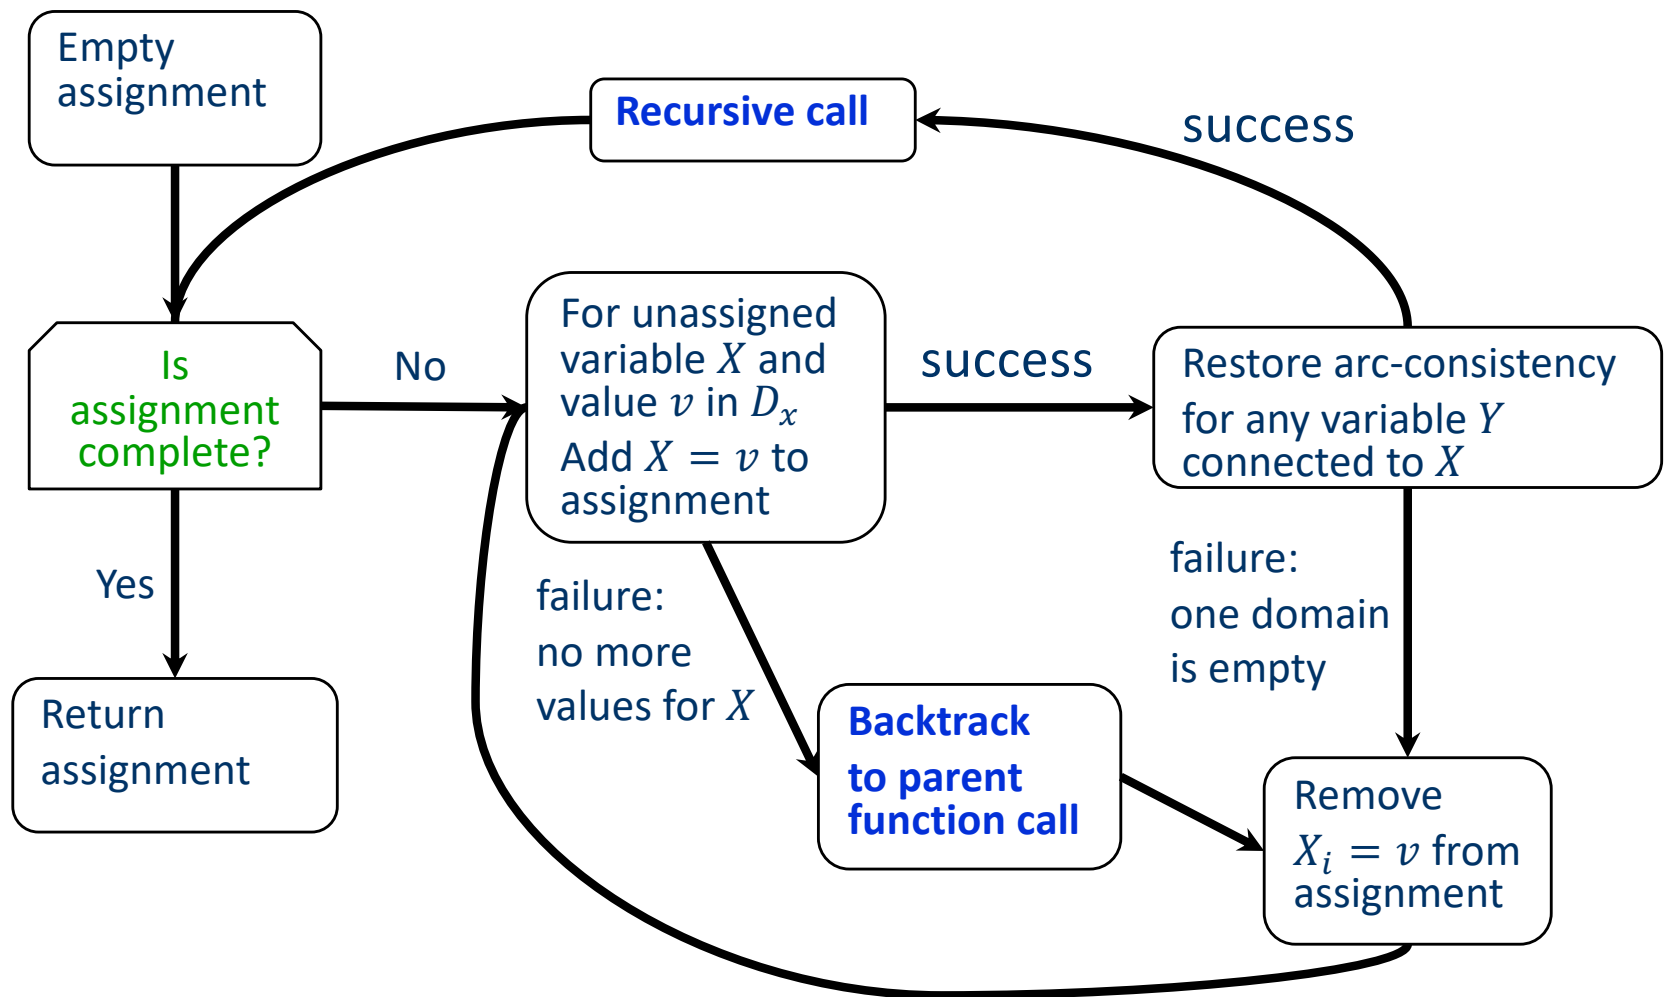 Empty
assignment
Recursive call
success
Is
assignment
complete?
No
For unassigned
variable X and
value v in Dₓ
Add X = v to
assignment
success
Restore arc-consistency
for any variable Y
connected to X
Yes
failure:
no more
values for X
failure:
one domain
is empty
Return
assignment
Backtrack
to parent
function call
Remove
Xᵢ = v from
assignment